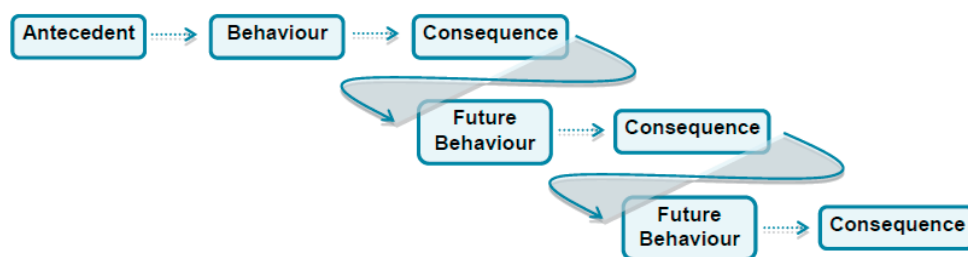 Antecedent
Behaviour
Consequence
Future
Behaviour
Consequence
Future
Behaviour
Consequence